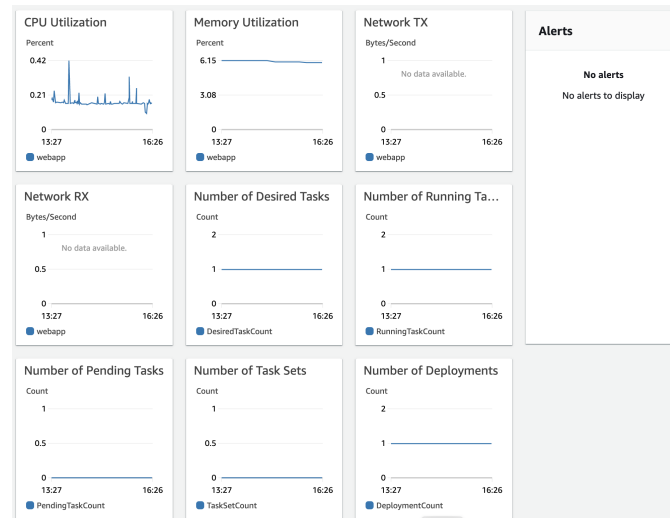 CPU Utilization
Percent
0.42
0.21
0
13:27 16:26
webapp
Memory Utilization
Percent
6.15
3.08
0
13:27 16:26
webapp
Network TX
Bytes/Second
1
No data available.
0.5
0
13:27 16:26
webapp
Alerts
No alerts
No alerts to display
Network RX
Bytes/Second
1
No data available.
0.5
0
13:27 16:26
webapp
Number of Desired Tasks
Count
2
1
0
13:27 16:26
DesiredTaskCount
Number of Running Ta...
Count
2
1
0
13:27 16:26
RunningTaskCount
Number of Pending Tasks
Count
1
0.5
0
13:27 16:26
PendingTaskCount
Number of Task Sets
Count
1
0.5
0
13:27 16:26
TaskSetCount
Number of Deployments
Count
2
1
0
13:27 16:26
DeploymentCount